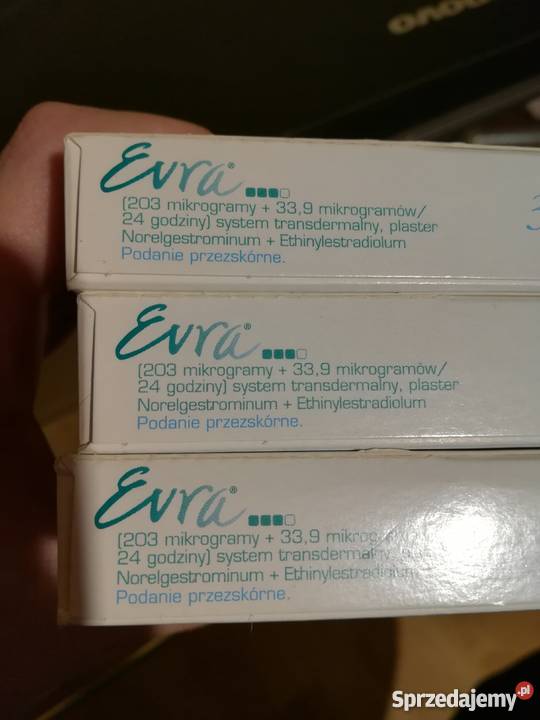 Evra®
(203 mikrogramy + 33,9 mikrogramów/
24 godziny) system transdermalny, plaster
Norelgestrominum + Ethinylestradiolum
Podanie przezskórne.
3
Evra®
(203 mikrogramy + 33,9 mikrogramów/
24 godziny) system transdermalny, plaster
Norelgestrominum + Ethinylestradiolum
Podanie przezskórne.
Evra®
(203 mikrogramy + 33,9
24 godziny) system transdermalny,
Norelgestrominum + Ethinylestradiolum
Podanie przezskórne.
Sprzedajemy.pl